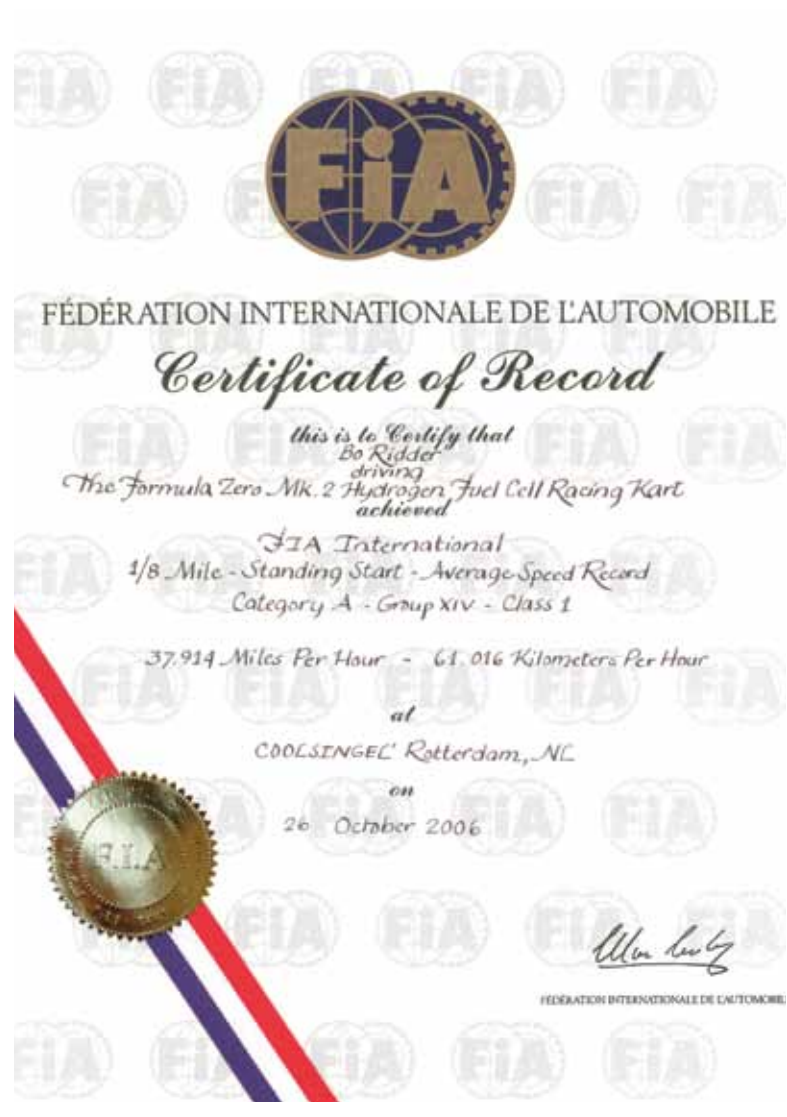 FiA
FÉDÉRATION INTERNATIONALE DE L'AUTOMOBILE
Certificate of Record
this is to Certify that
Bo Ridder
driving
The Formula Zero Mk. 2 Hydrogen Fuel Cell Racing Kart
achieved
FIA International
1/8 Mile - Standing Start - Average Speed Record
Category A - Group XIV - Class 1
37.914 Miles Per Hour - 61.016 Kilometers Per Hour
at
COOLSINGEL' Rotterdam, NL
on
26 October 2006
F.I.A
FÉDÉRATION INTERNATIONALE DE L'AUTOMOBILE